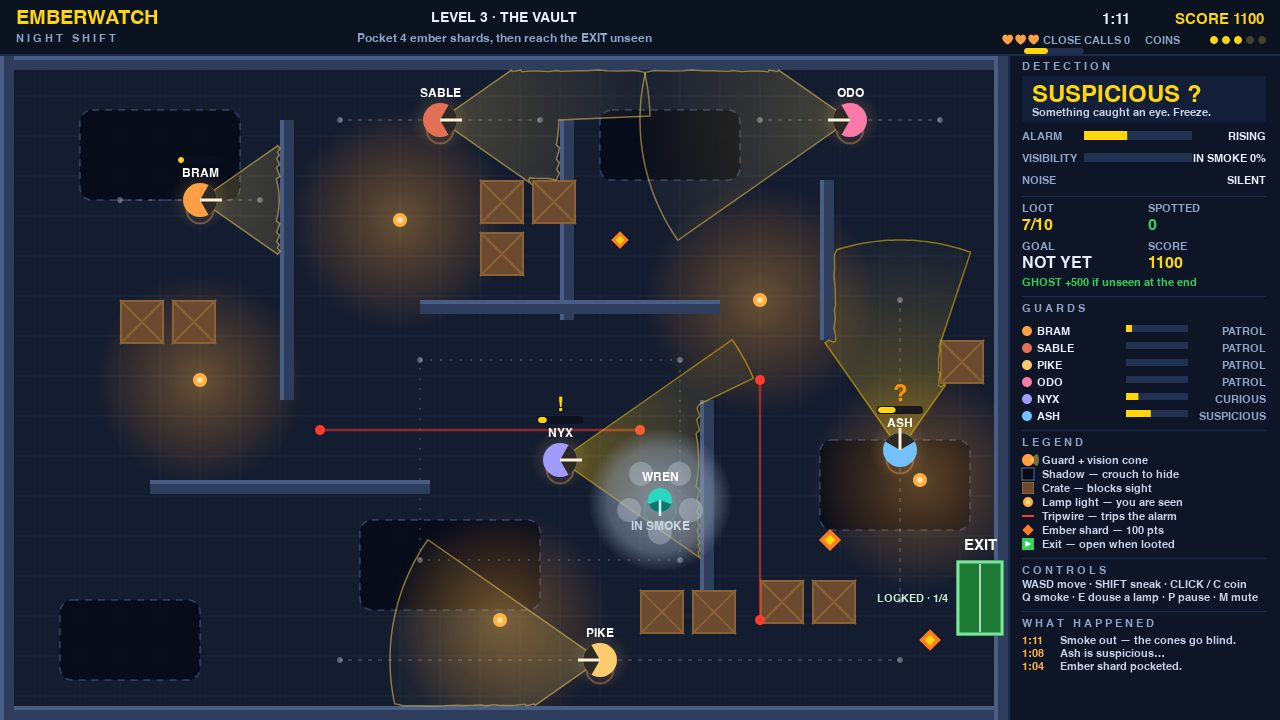 EMBERWATCH
NIGHT SHIFT
LEVEL 3 · THE VAULT
Pocket 4 ember shards, then reach the EXIT unseen
1:11
SCORE 1100
CLOSE CALLS 0
COINS
SABLE
ODO
BRAM
!
NYX
?
ASH
WREN
IN SMOKE
PIKE
EXIT
LOCKED · 1/4
DETECTION
SUSPICIOUS ?
Something caught an eye. Freeze.
ALARM RISING
VISIBILITY IN SMOKE 0%
NOISE SILENT
LOOT SPOTTED
7/10 0
GOAL SCORE
NOT YET 1100
GHOST +500 if unseen at the end
GUARDS
BRAM PATROL
SABLE PATROL
PIKE PATROL
ODO PATROL
NYX CURIOUS
ASH SUSPICIOUS
LEGEND
Guard + vision cone
Shadow — crouch to hide
Crate — blocks sight
Lamp light — you are seen
Tripwire — trips the alarm
Ember shard — 100 pts
Exit — open when looted
CONTROLS
WASD move · SHIFT sneak · CLICK / C coin
Q smoke · E douse a lamp · P pause · M mute
WHAT HAPPENED
1:11 Smoke out — the cones go blind.
1:08 Ash is suspicious...
1:04 Ember shard pocketed.